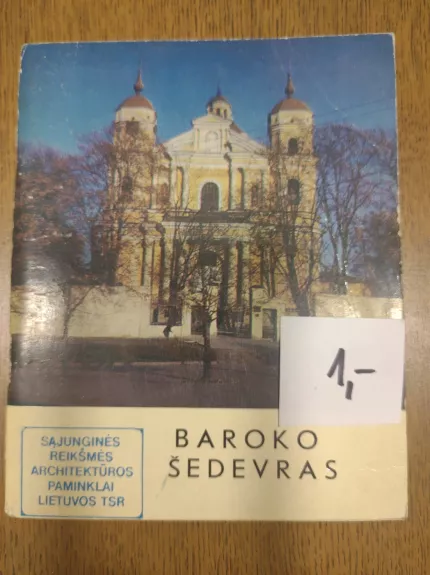 1,-
BAROKO
ŠEDEVRAS
SĄJUNGINĖS
REIKŠMĖS
ARCHITEKTŪROS
PAMINKLAI
LIETUVOS TSR